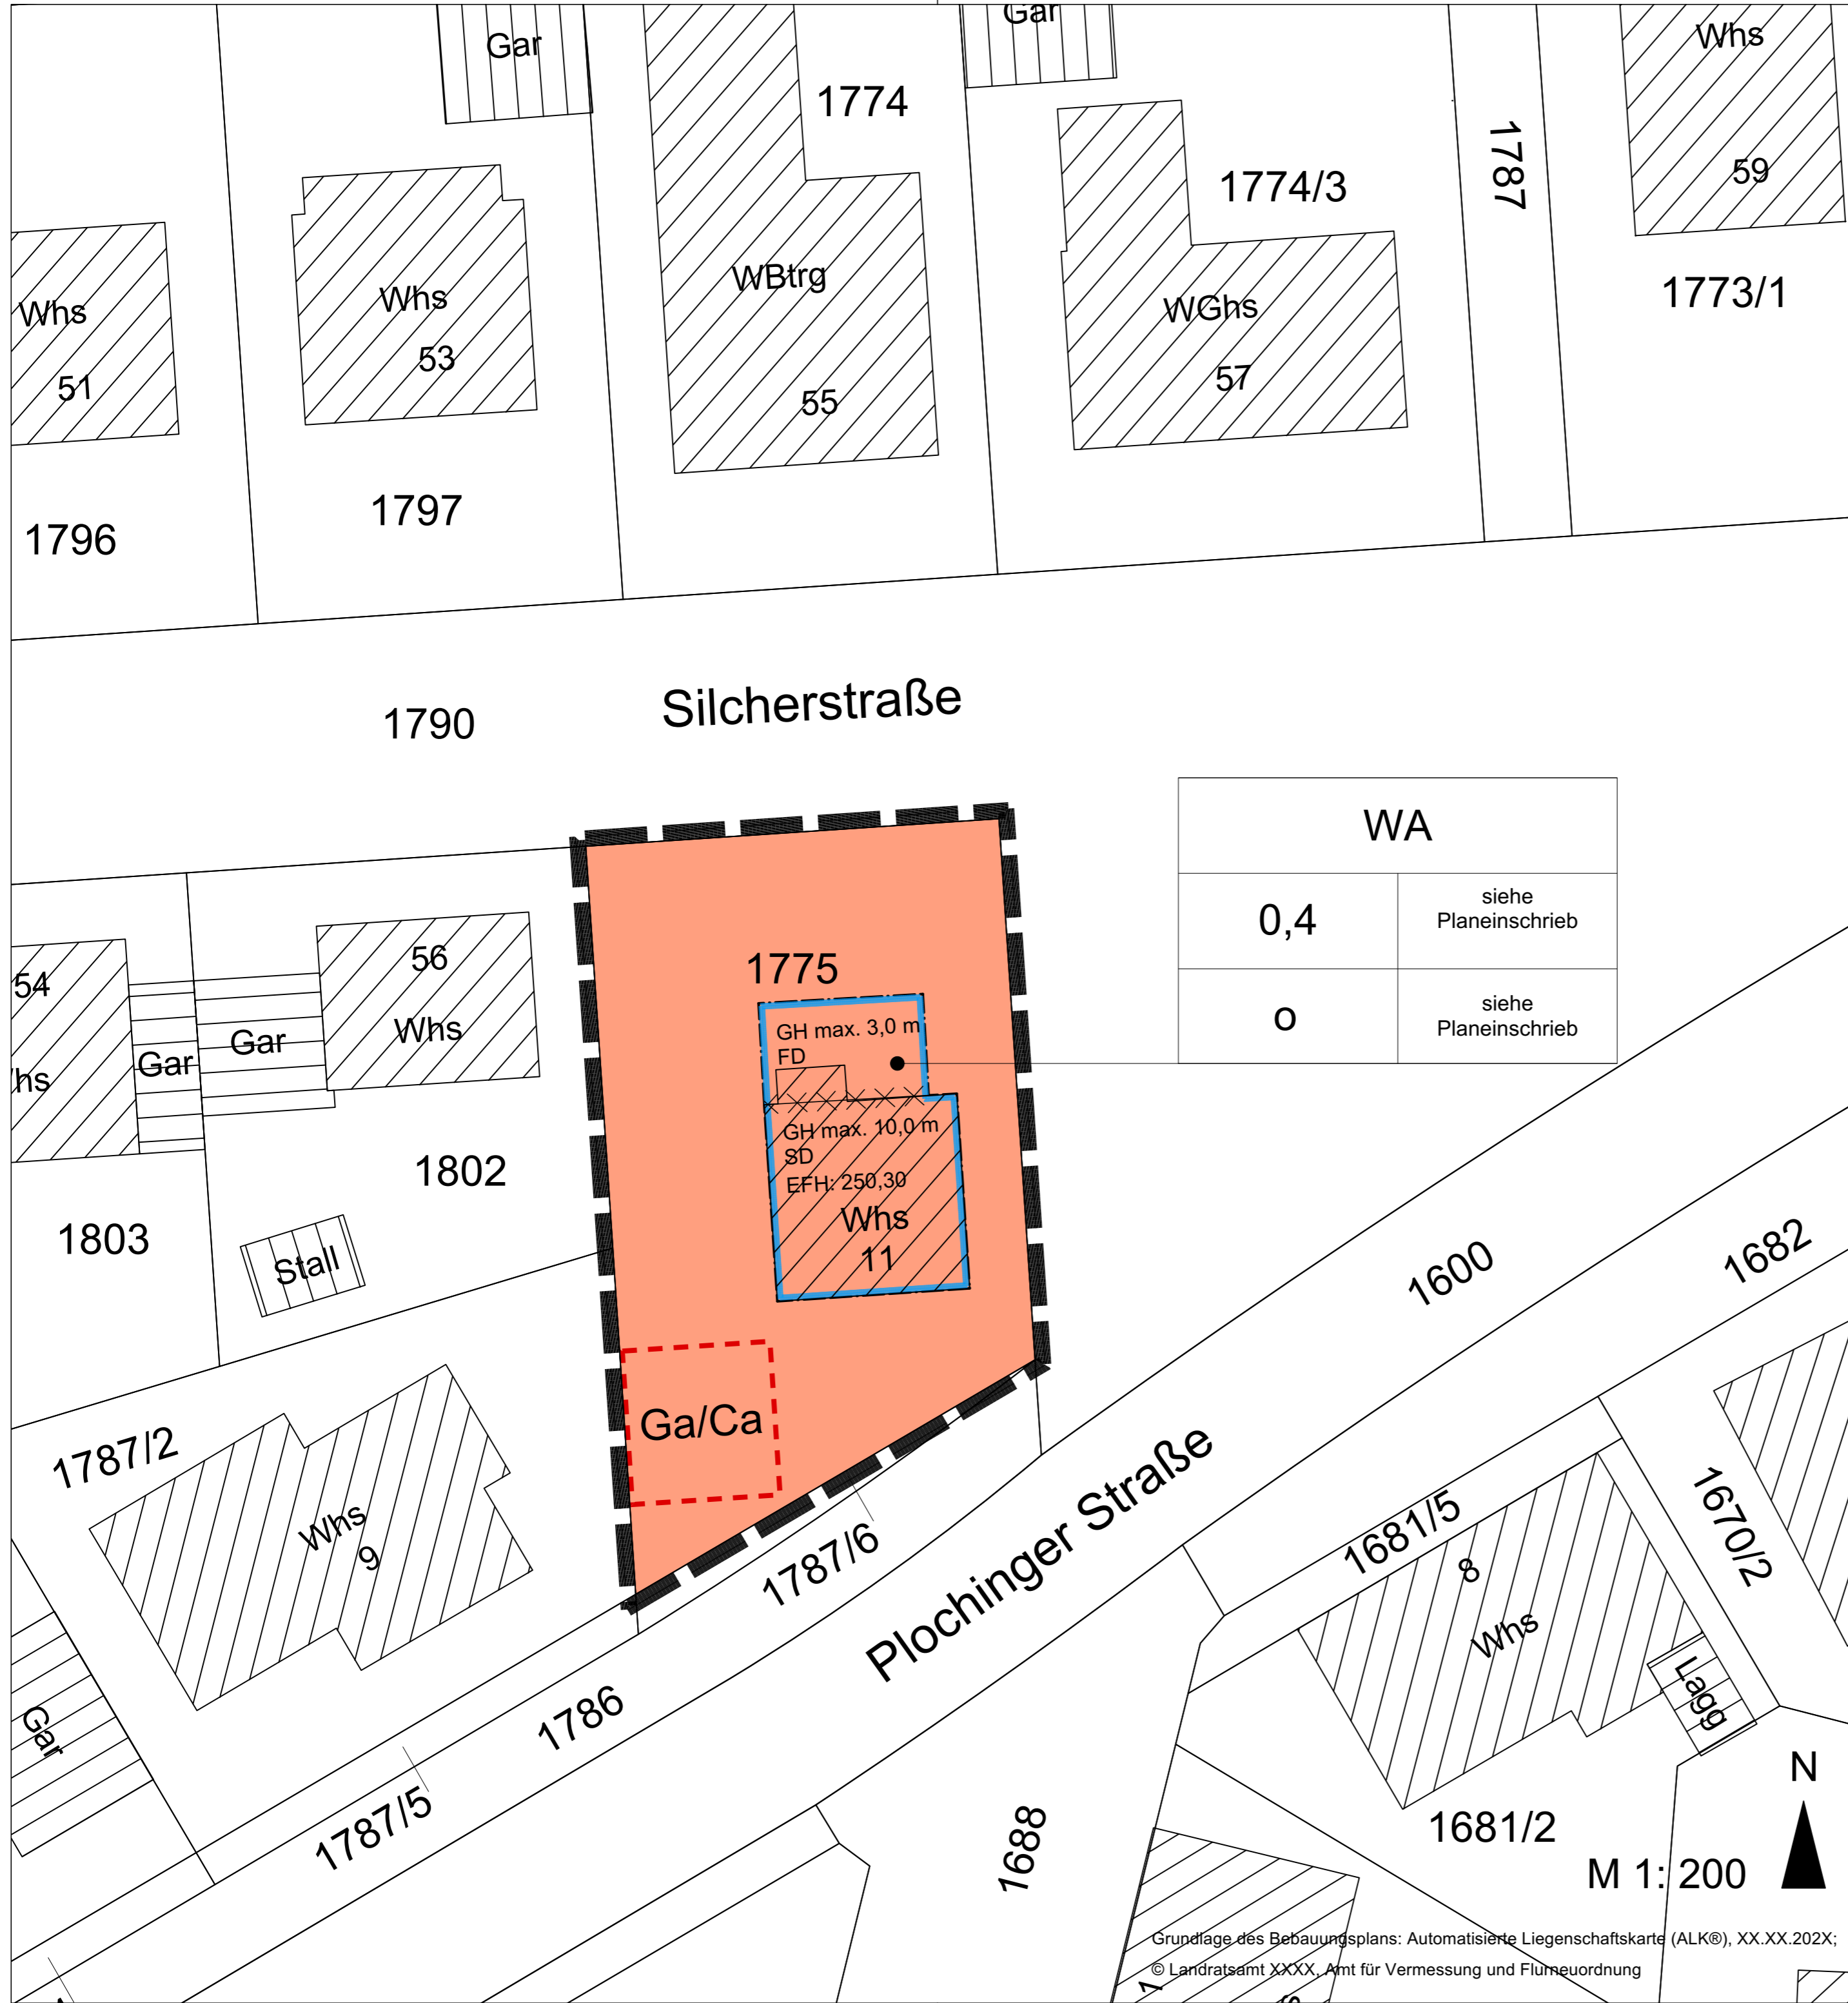 Gar
Gar
Whs
1774
1787
59
1774/3
Whs
53
WBtrg
55
WGhs
57
1773/1
Whs
51
1797
1796
1790
Silcherstraße
WA
0,4
siehe
Planeinschrieb
o
siehe
Planeinschrieb
1775
GH max. 3,0 m
FD
GH max. 10,0 m
SD
EFH: 250,30
Whs
11
54
56
Whs
Gar
Gar
1802
1803
Stall
1600
1682
Ga/Ca
1787/2
Whs
9
1787/6
Plochinger Straße
1681/5
8
Whs
1670/2
Lagg
Gar
1786
1787/5
1688
1681/2
N
M 1: 200
Grundlage des Bebauungsplans: Automatisierte Liegenschaftskarte (ALK®), XX.XX.202X;
© Landratsamt XXXX, Amt für Vermessung und Flurneuordnung